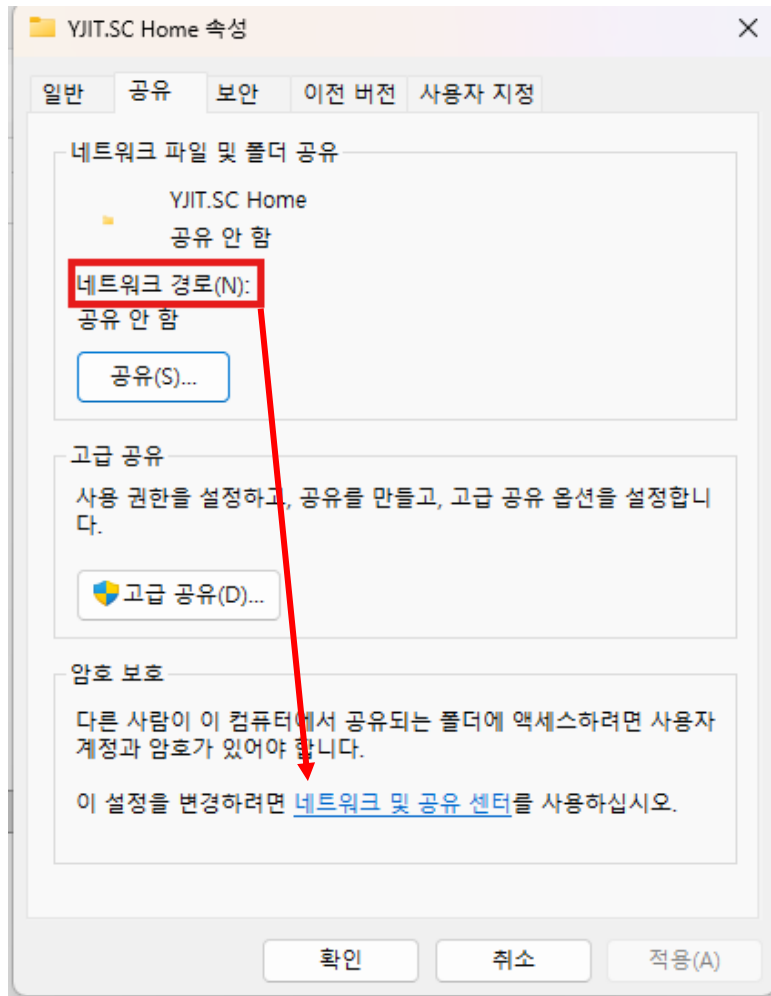 YJIT.SC Home 속성
일반 공유 보안 이전 버전 사용자 지정
네트워크 파일 및 폴더 공유
YJIT.SC Home
공유 안 함
네트워크 경로(N):
공유 안 함
공유(S)...
고급 공유
사용 권한을 설정하고, 공유를 만들고, 고급 공유 옵션을 설정합니
다.
고급 공유(D)...
암호 보호
다른 사람이 이 컴퓨터에서 공유되는 폴더에 액세스하려면 사용자
계정과 암호가 있어야 합니다.
이 설정을 변경하려면 네트워크 및 공유 센터를 사용하십시오.
확인 취소 적용(A)